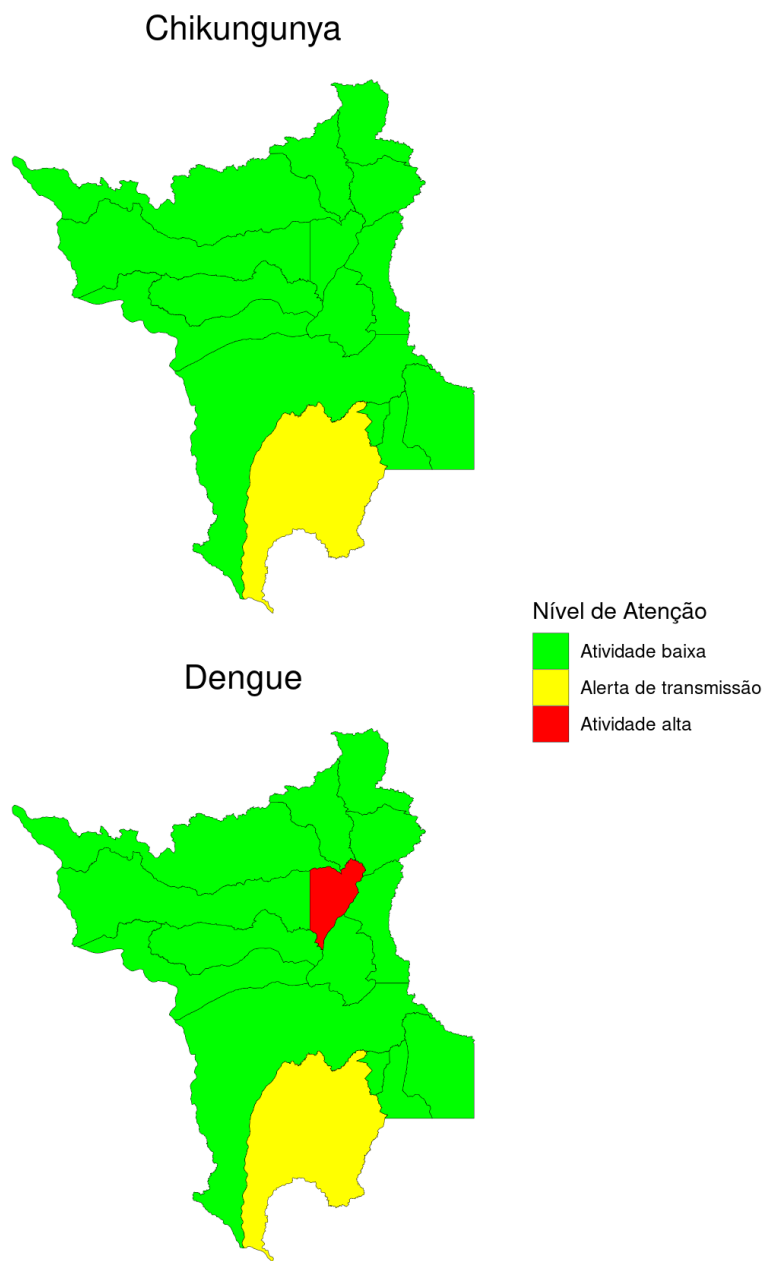 Chikungunya
Nível de Atenção
Atividade baixa
Alerta de transmissão
Atividade alta
Dengue